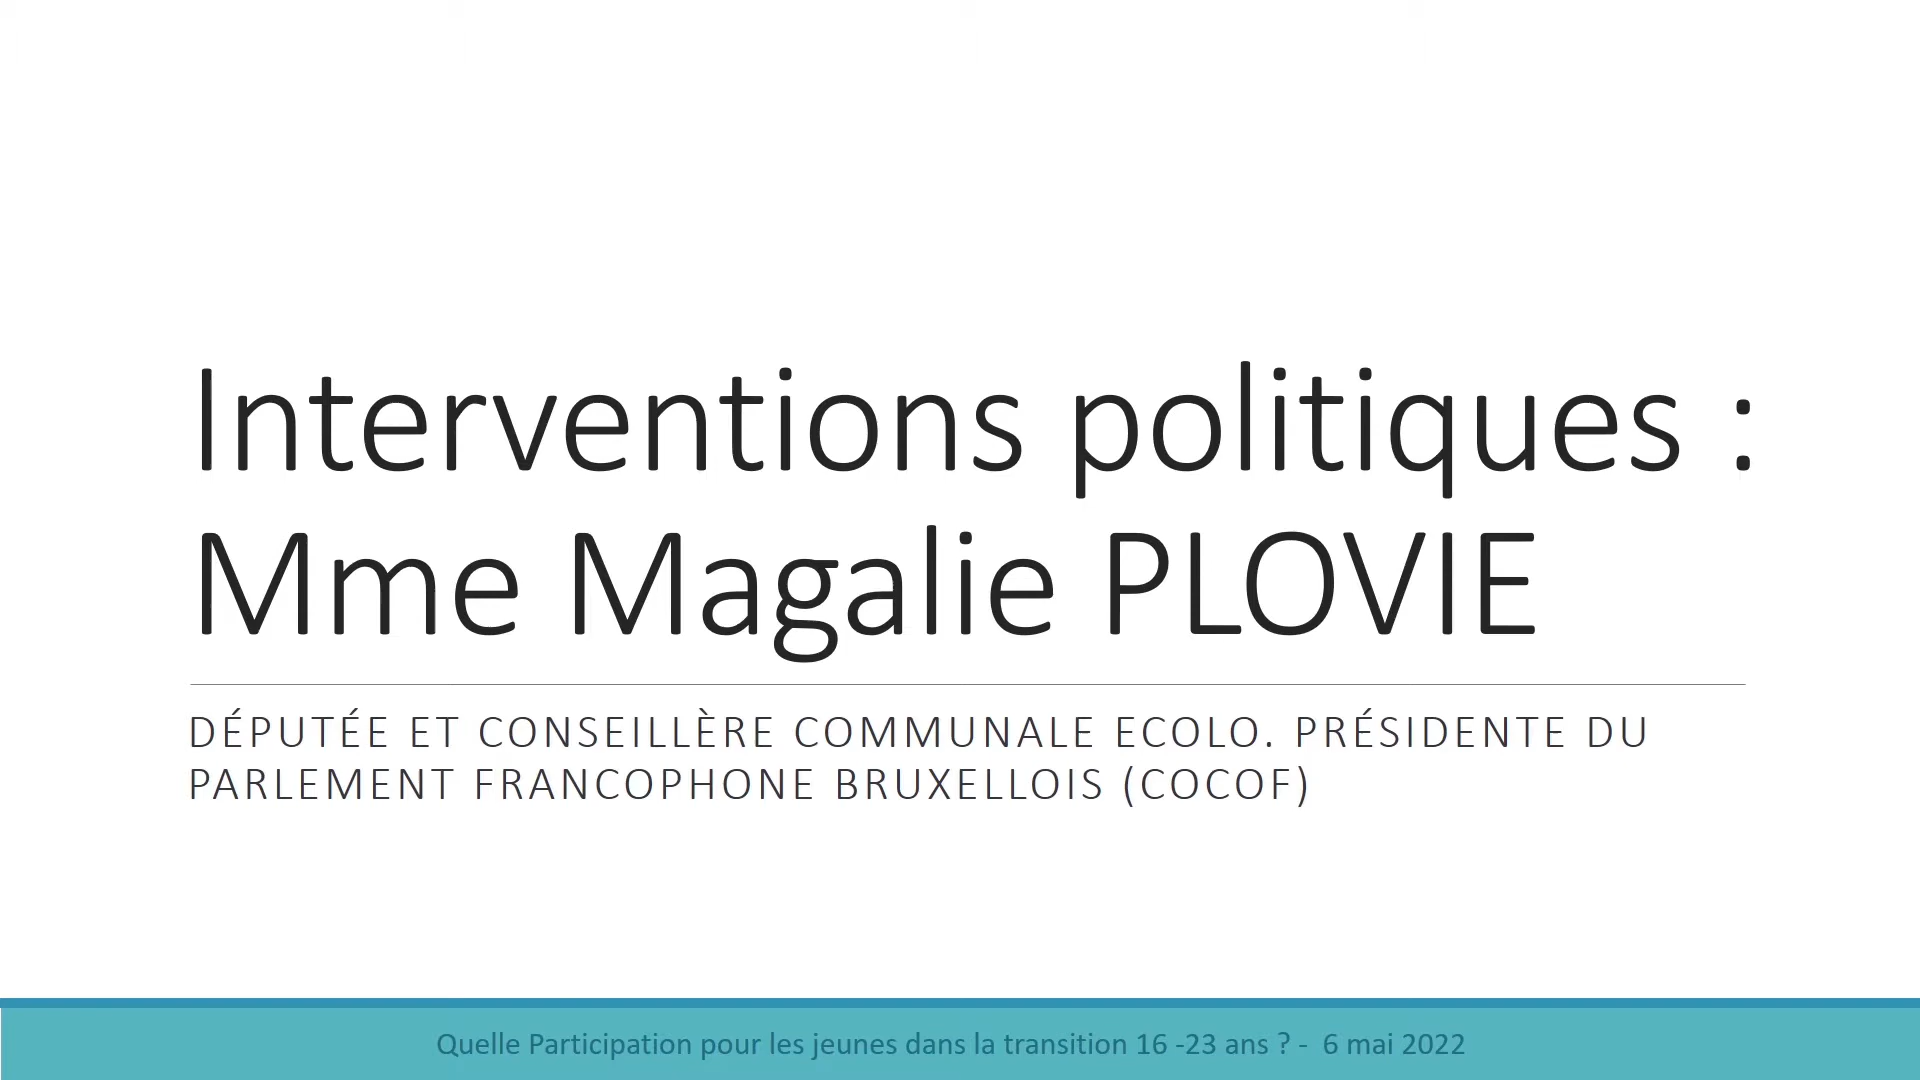 Interventions politiques :
Mme Magalie PLOVIE
DÉPUTÉE ET CONSEILLÈRE COMMUNALE ECOLO. PRÉSIDENTE DU
PARLEMENT FRANCOPHONE BRUXELLOIS (COCOF)
Quelle Participation pour les jeunes dans la transition 16 -23 ans ? - 6 mai 2022